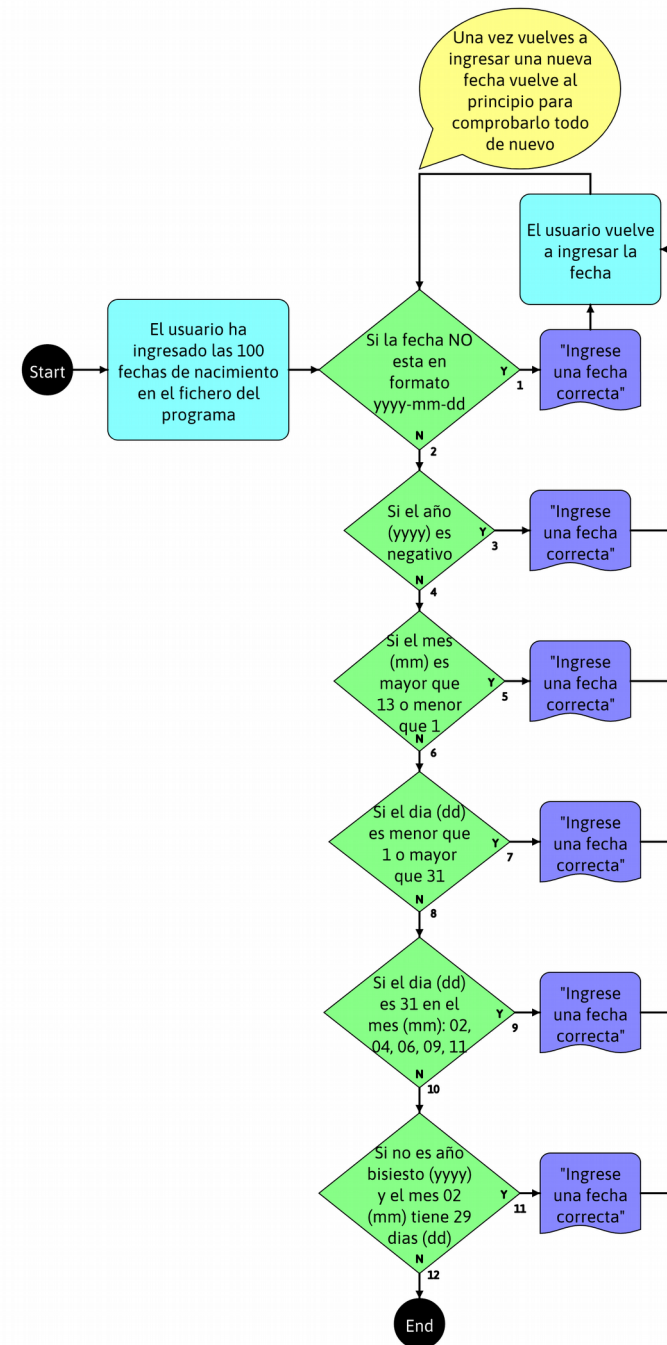 Una vez vuelves a
ingresar una nueva
fecha vuelve al
principio para
comprobarlo todo
de nuevo
El usuario vuelve
a ingresar la
fecha
Start
El usuario ha
ingresado las 100
fechas de nacimiento
en el fichero del
programa
Si la fecha NO
esta en
formato
yyyy-mm-dd
Y
1
N
2
"Ingrese
una fecha
correcta"
Si el año
(yyyy) es
negativo
Y
3
N
4
"Ingrese
una fecha
correcta"
Si el mes
(mm) es
mayor que
13 o menor
que 1
Y
5
N
6
"Ingrese
una fecha
correcta"
Si el dia (dd)
es menor que
1 o mayor
que 31
Y
7
N
8
"Ingrese
una fecha
correcta"
Si el dia (dd)
es 31 en el
mes (mm): 02,
04, 06, 09, 11
Y
9
N
10
"Ingrese
una fecha
correcta"
Si no es año
bisiesto (yyyy)
y el mes 02
(mm) tiene 29
dias (dd)
Y
11
N
12
"Ingrese
una fecha
correcta"
End